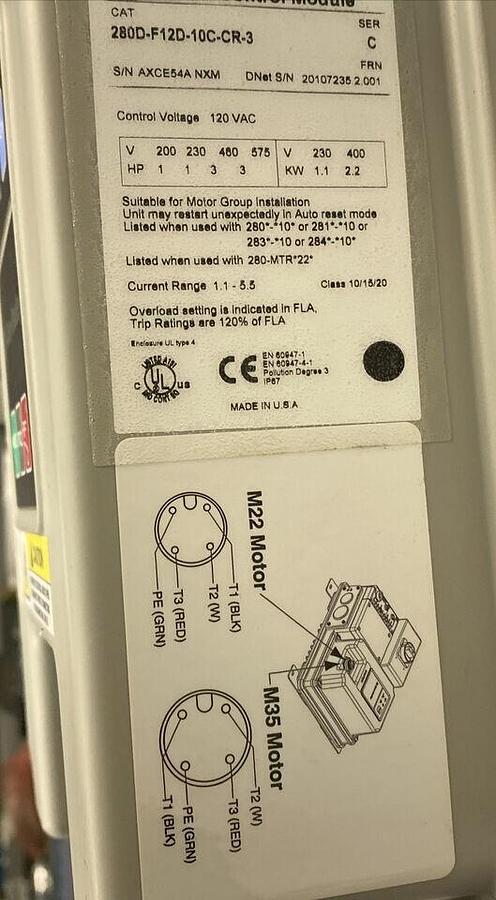 Control Module
CAT
SER
280D-F12D-10C-CR-3
C
FRN
S/N AXCE54A NXM DNet S/N 20107235 2.001
Control Voltage 120 VAC
V 200 230 460 575 V 230 400
HP 1 1 3 3 KW 1.1 2.2
Suitable for Motor Group Installation
Unit may restart unexpectedly in Auto reset mode
Listed when used with 280*-*10* or 281*-*10 or
283*-*10 or 284*-*10*
Listed when used with 280-MTR*22*
Current Range 1.1 - 5.5 Class 10/15/20
Overload setting is indicated in FLA,
Trip Ratings are 120% of FLA
Enclosure UL type 4
C UL US
CE
EN 60947-1
EN 60947-4-1
Pollution Degree 3
IP67
MADE IN U.S.A
M22 Motor
T1 (BLK)
T2 (W)
T3 (RED)
PE (GRN)
M35 Motor
T2 (W)
T3 (RED)
PE (GRN)
T1 (BLK)